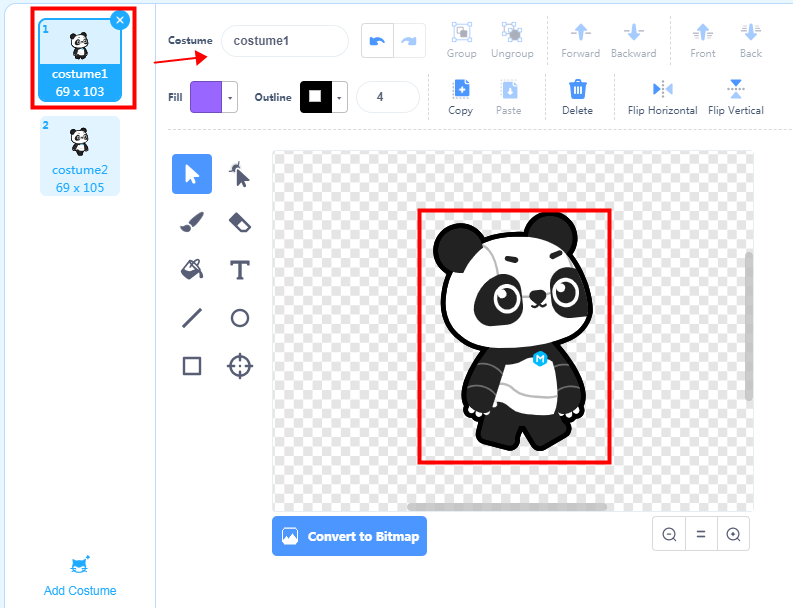 1
costume1
69 x 103
2
costume2
69 x 105
Add Costume
Costume
costume1
Group
Ungroup
Forward
Backward
Front
Back
Fill
Outline
4
Copy
Paste
Delete
Flip Horizontal
Flip Vertical
T
M
Convert to Bitmap